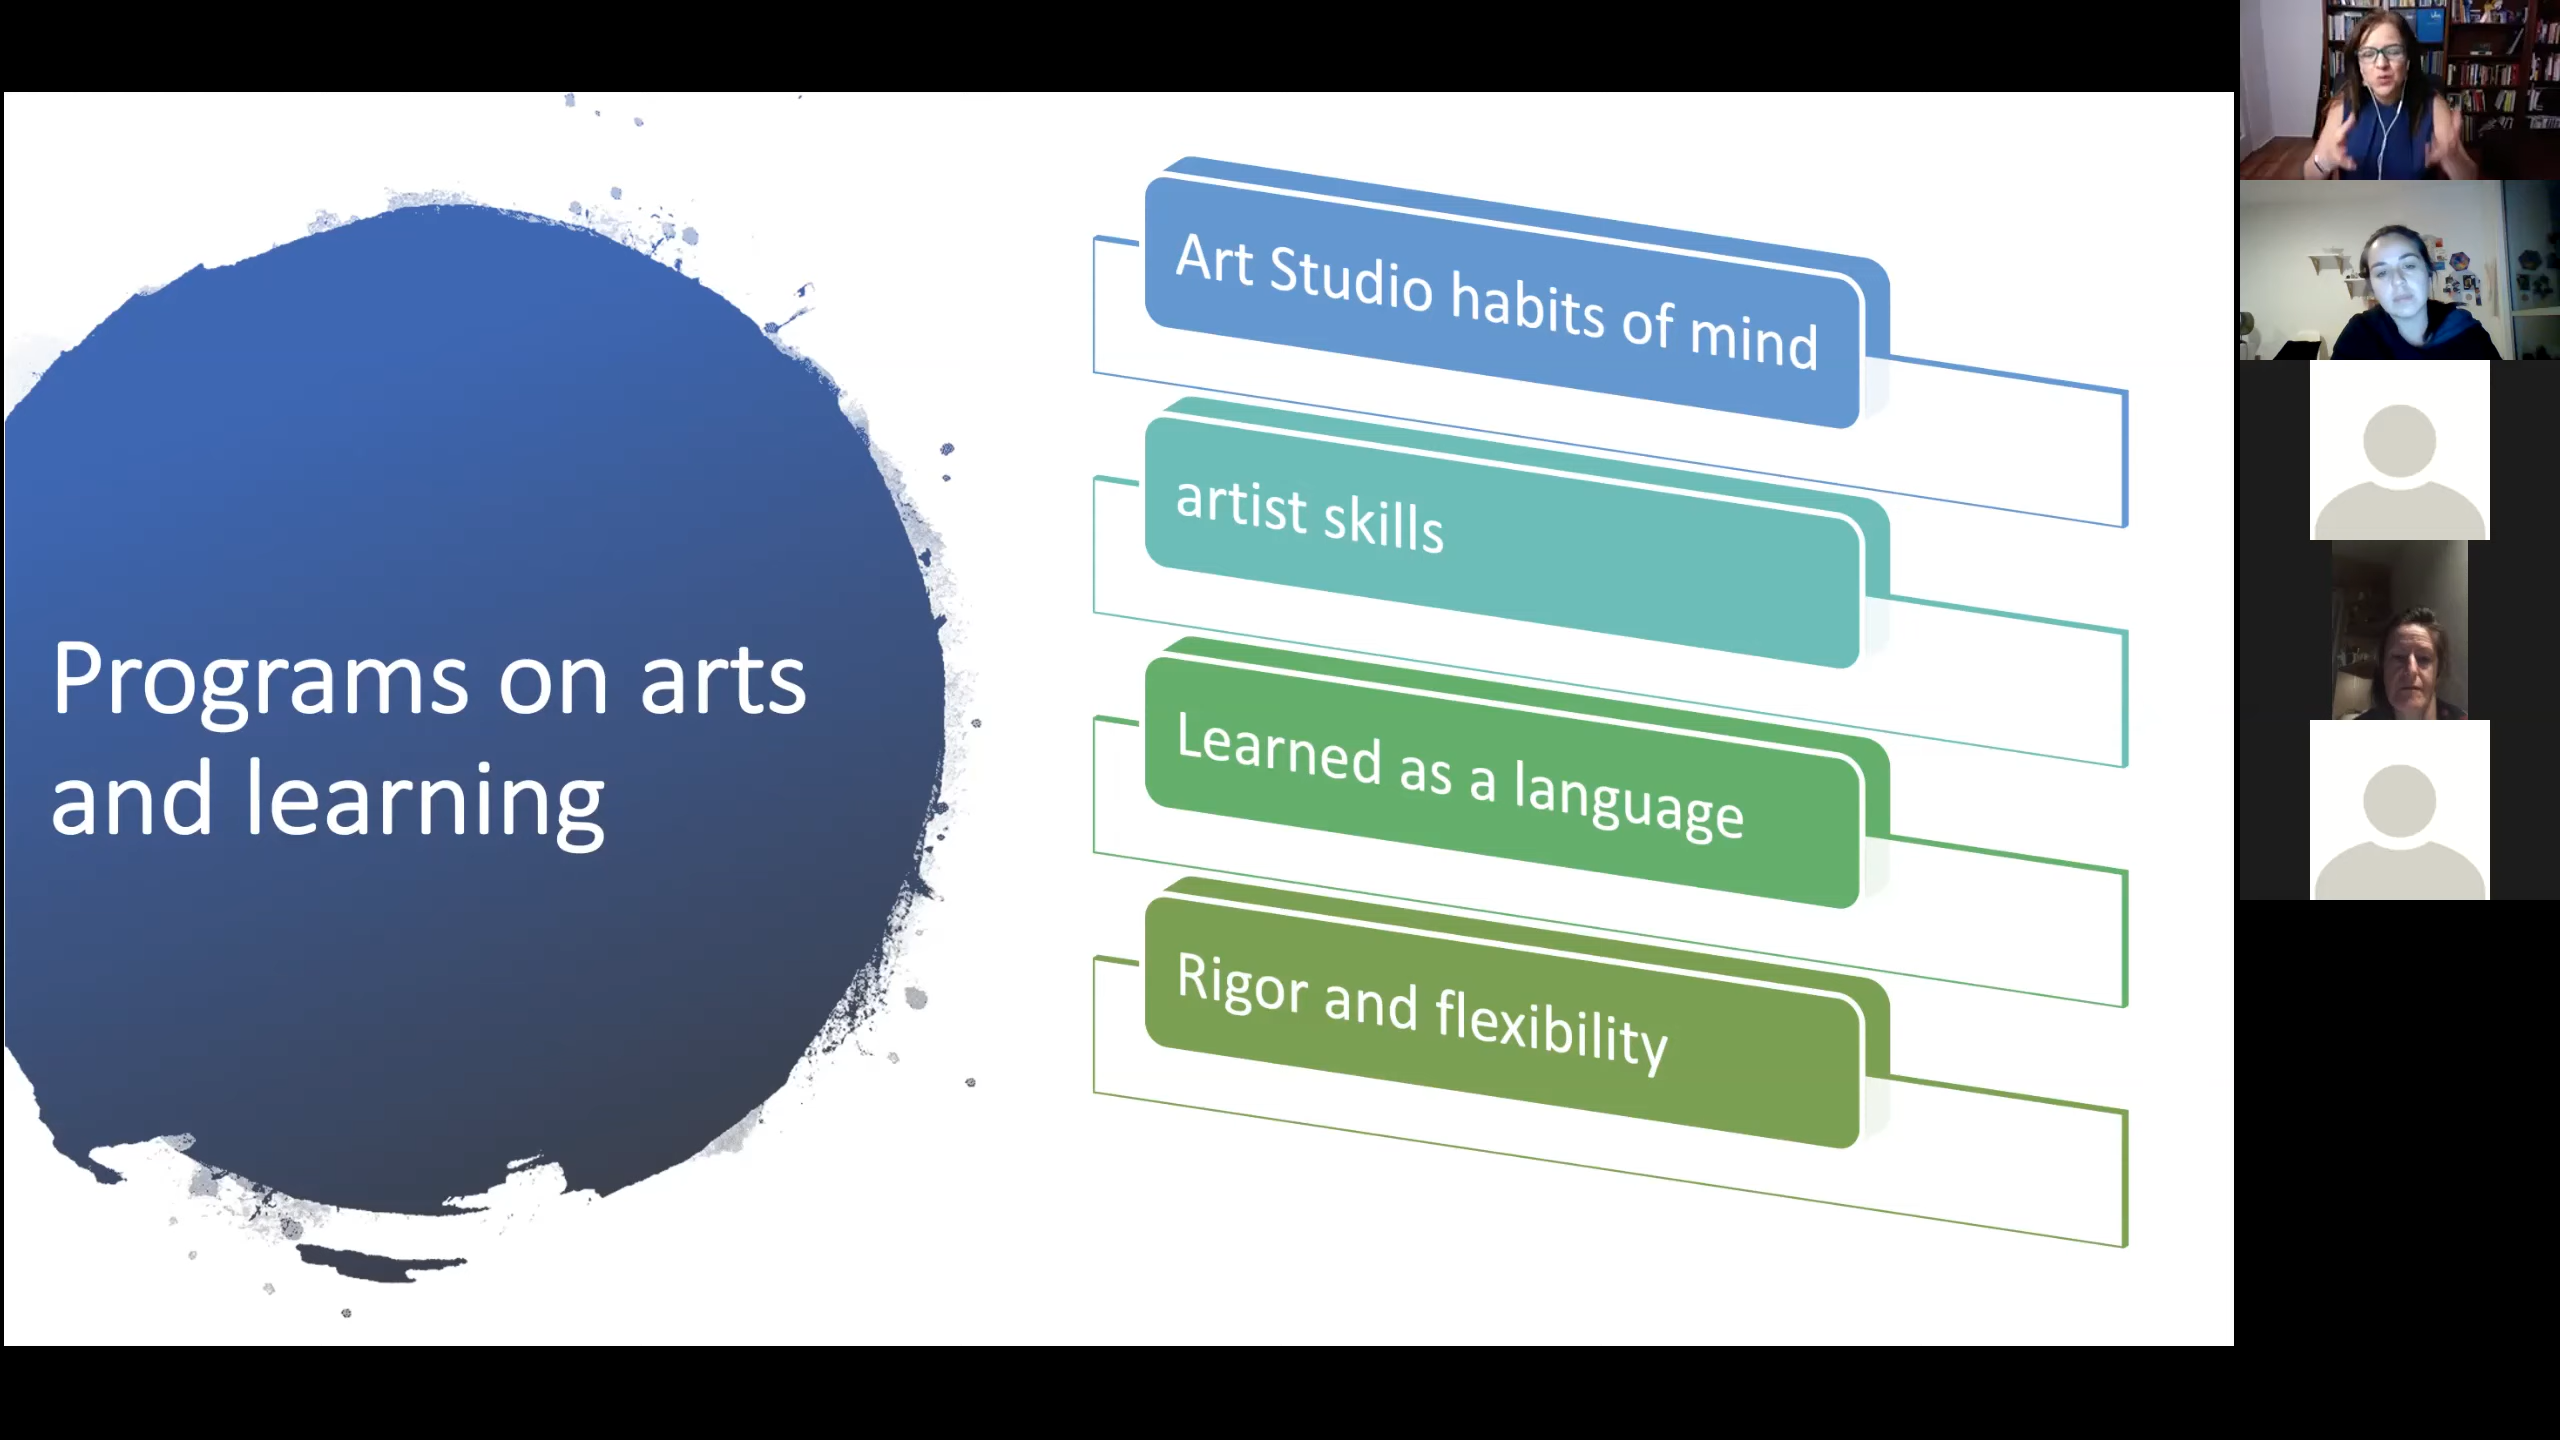 Programs on arts
and learning
Art Studio habits of mind
artist skills
Learned as a language
Rigor and flexibility